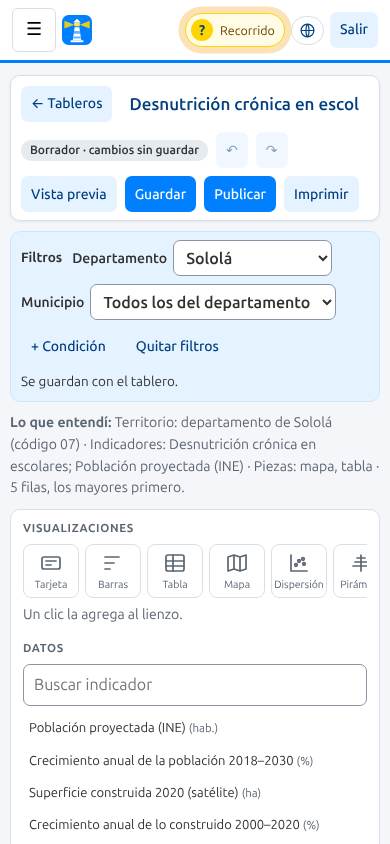 ☰ ? Recorrido Salir
← Tableros Desnutrición crónica en escol
Borrador · cambios sin guardar ↶ ↷
Vista previa Guardar Publicar Imprimir
Filtros Departamento Sololá
Municipio Todos los del departamento
+ Condición Quitar filtros
Se guardan con el tablero.
Lo que entendí: Territorio: departamento de Sololá
(código 07) · Indicadores: Desnutrición crónica en
escolares; Población proyectada (INE) · Piezas: mapa, tabla ·
5 filas, los mayores primero.
VISUALIZACIONES
Tarjeta Barras Tabla Mapa Dispersión Pirám
Un clic la agrega al lienzo.
DATOS
Buscar indicador
Población proyectada (INE) (hab.)
Crecimiento anual de la población 2018–2030 (%)
Superficie construida 2020 (satélite) (ha)
Crecimiento anual de lo construido 2000–2020 (%)